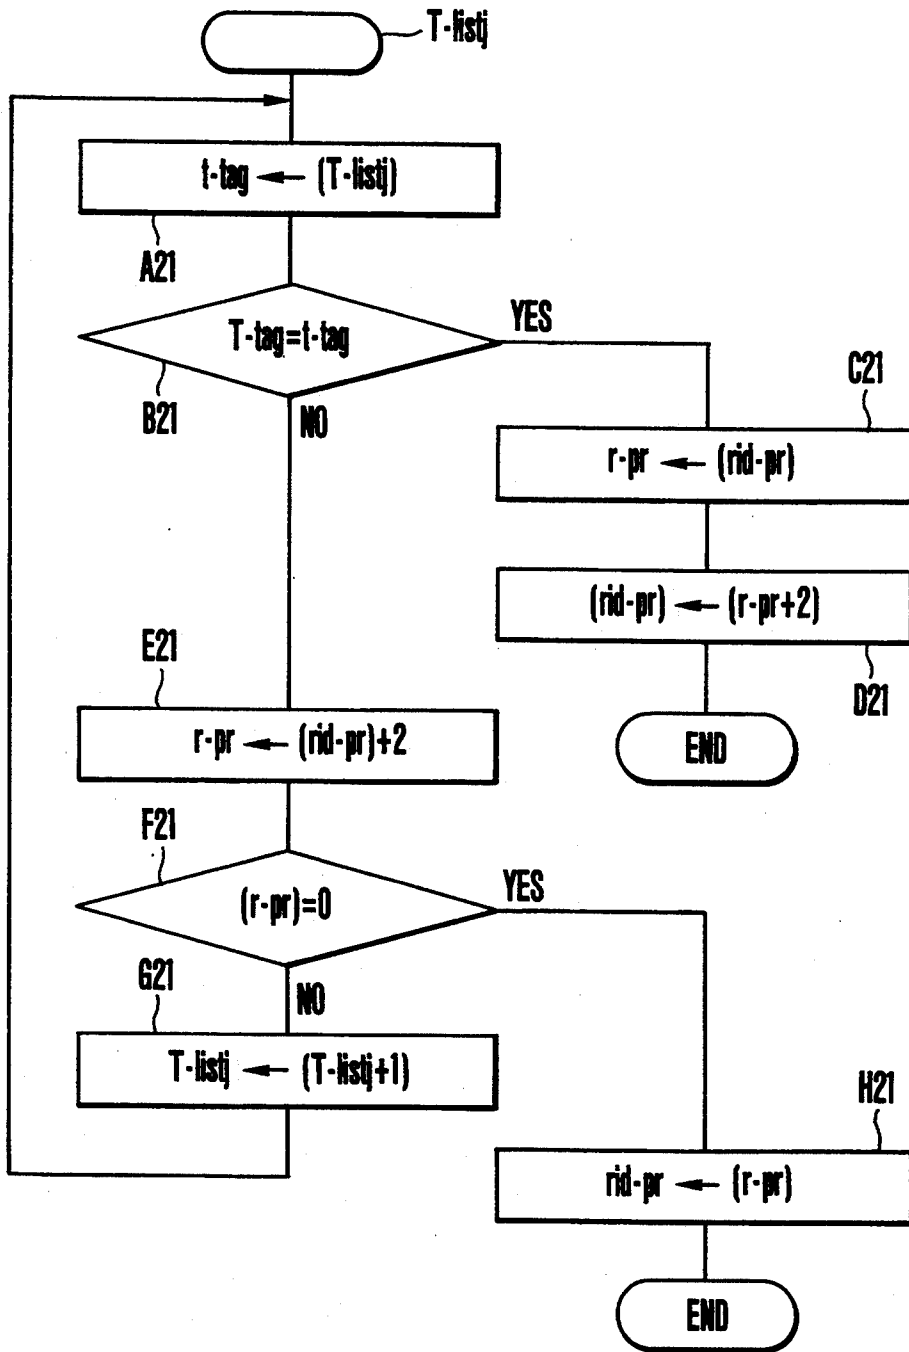 T-listj
t-tag ← (T-listj)
A21
T-tag=t-tag
YES
B21
NO
C21
r-pr ← (rid-pr)
(rid-pr) ← (r-pr+2)
D21
END
E21
r-pr ← (rid-pr)+2
F21
(r-pr)=0
YES
G21
NO
T-listj ← (T-listj+1)
H21
rid-pr ← (r-pr)
END